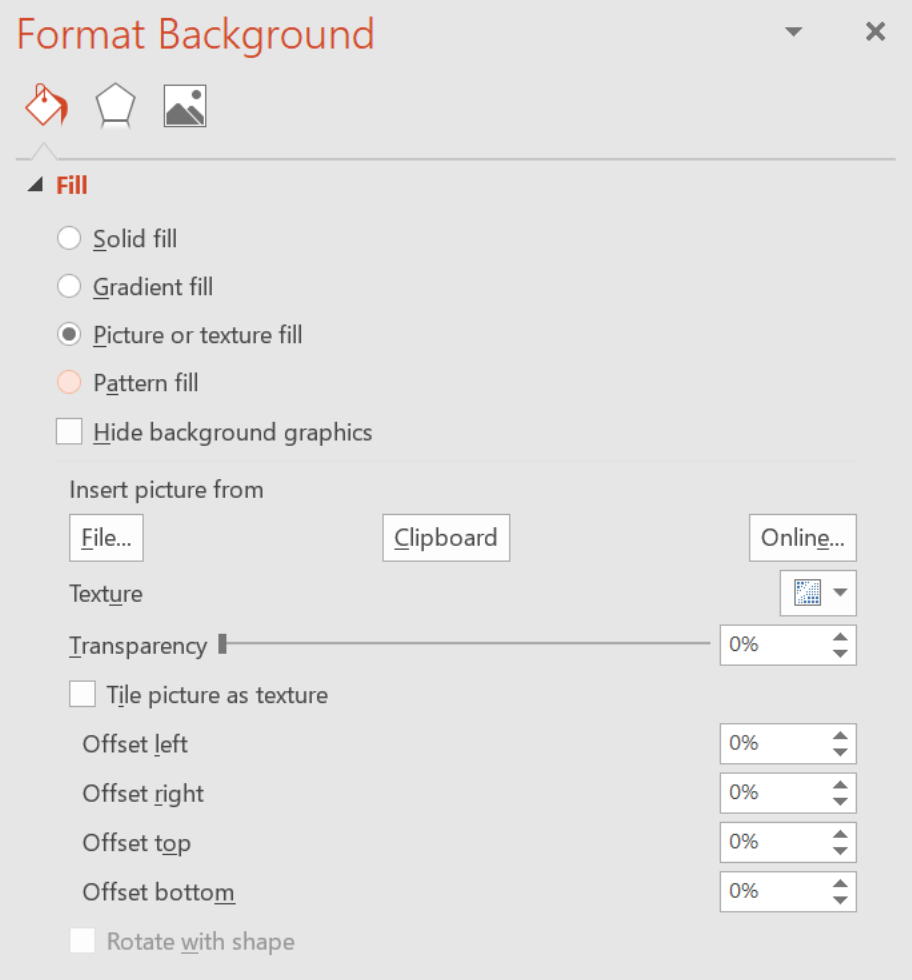 Format Background
Fill
Solid fill
Gradient fill
Picture or texture fill
Pattern fill
Hide background graphics
Insert picture from
File... Clipboard Online...
Texture
Transparency 0%
Tile picture as texture
Offset left 0%
Offset right 0%
Offset top 0%
Offset bottom 0%
Rotate with shape